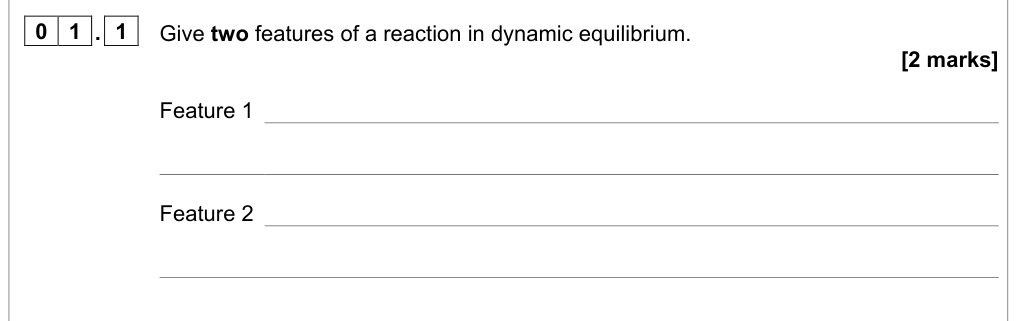 0 1 . 1 Give two features of a reaction in dynamic equilibrium.
[2 marks]
Feature 1
Feature 2